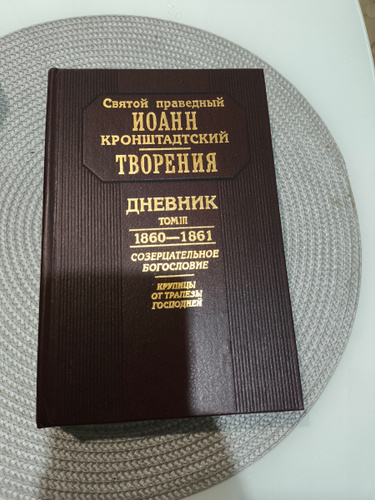 Святой праведный
ИОАНН
КРОНШТАДТСКИЙ
ТВОРЕНИЯ
ДНЕВНИК
ТОМ III
1860—1861
СОЗЕРЦАТЕЛЬНОЕ
БОГОСЛОВИЕ
КРУПИЦЫ
ОТ ТРАПЕЗЫ
ГОСПОДНЕЙ